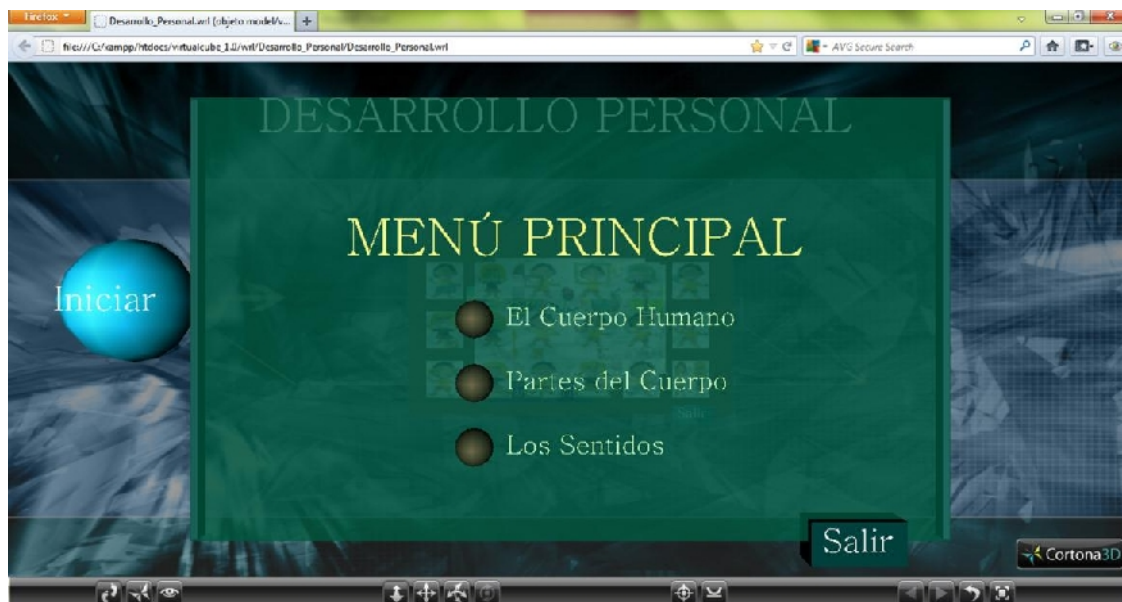 Firefox
Desarrollo_Personal.wrl (objeto model/v...
file:///C:/xampp/htdocs/virtualcube_1.0/wrl/Desarrollo_Personal/Desarrollo_Personal.wrl
AVG Secure Search
DESARROLLO PERSONAL
MENÚ PRINCIPAL
Iniciar
El Cuerpo Humano
Partes del Cuerpo
Salir
Los Sentidos
Salir
Cortona3D